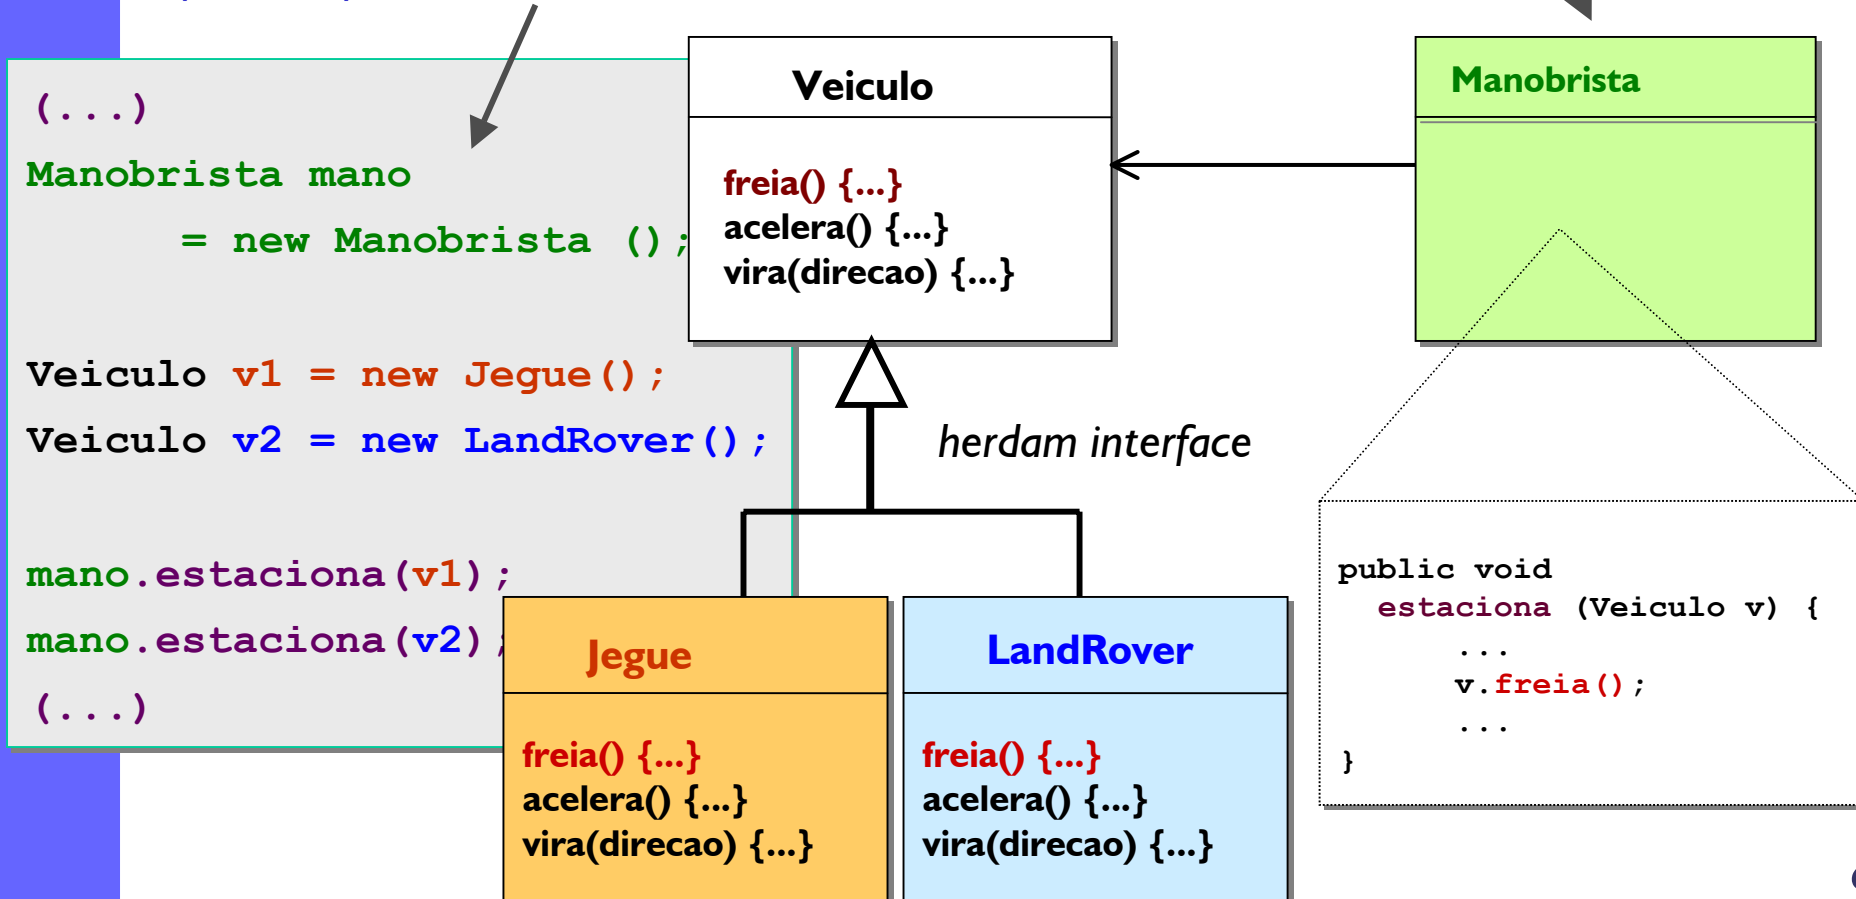 (...)
Manobrista mano
= new Manobrista ();
Veiculo v1 = new Jegue();
Veiculo v2 = new LandRover();
mano.estaciona(v1);
mano.estaciona(v2);
(...)
Veiculo
freia() {...}
acelera() {...}
vira(direcao) {...}
Manobrista
herdam interface
Jegue
freia() {...}
acelera() {...}
vira(direcao) {...}
LandRover
freia() {...}
acelera() {...}
vira(direcao) {...}
public void
estaciona (Veiculo v) {
...
v.freia();
...
}